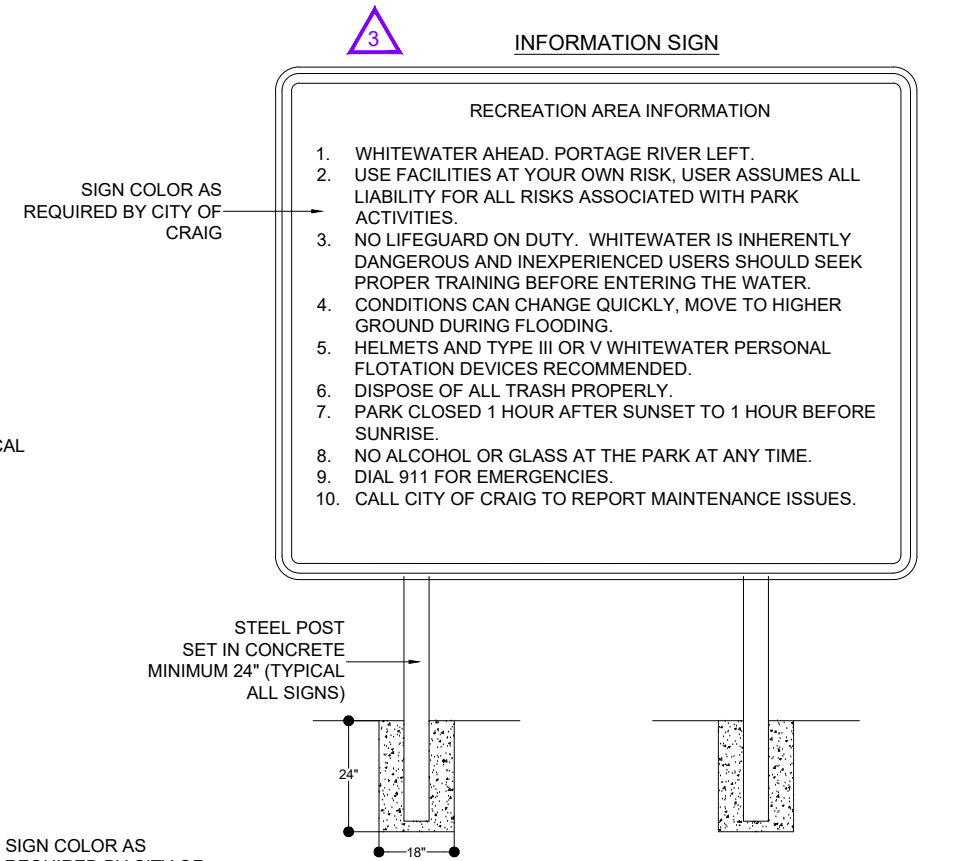 3
INFORMATION SIGN
RECREATION AREA INFORMATION
1. WHITEWATER AHEAD. PORTAGE RIVER LEFT.
2. USE FACILITIES AT YOUR OWN RISK, USER ASSUMES ALL
LIABILITY FOR ALL RISKS ASSOCIATED WITH PARK
ACTIVITIES.
3. NO LIFEGUARD ON DUTY. WHITEWATER IS INHERENTLY
DANGEROUS AND INEXPERIENCED USERS SHOULD SEEK
PROPER TRAINING BEFORE ENTERING THE WATER.
4. CONDITIONS CAN CHANGE QUICKLY, MOVE TO HIGHER
GROUND DURING FLOODING.
5. HELMETS AND TYPE III OR V WHITEWATER PERSONAL
FLOTATION DEVICES RECOMMENDED.
6. DISPOSE OF ALL TRASH PROPERLY.
7. PARK CLOSED 1 HOUR AFTER SUNSET TO 1 HOUR BEFORE
SUNRISE.
8. NO ALCOHOL OR GLASS AT THE PARK AT ANY TIME.
9. DIAL 911 FOR EMERGENCIES.
10. CALL CITY OF CRAIG TO REPORT MAINTENANCE ISSUES.
SIGN COLOR AS
REQUIRED BY CITY OF
CRAIG
CAL
STEEL POST
SET IN CONCRETE
MINIMUM 24" (TYPICAL
ALL SIGNS)
24"
18"
SIGN COLOR AS
REQUIRED BY CITY OF